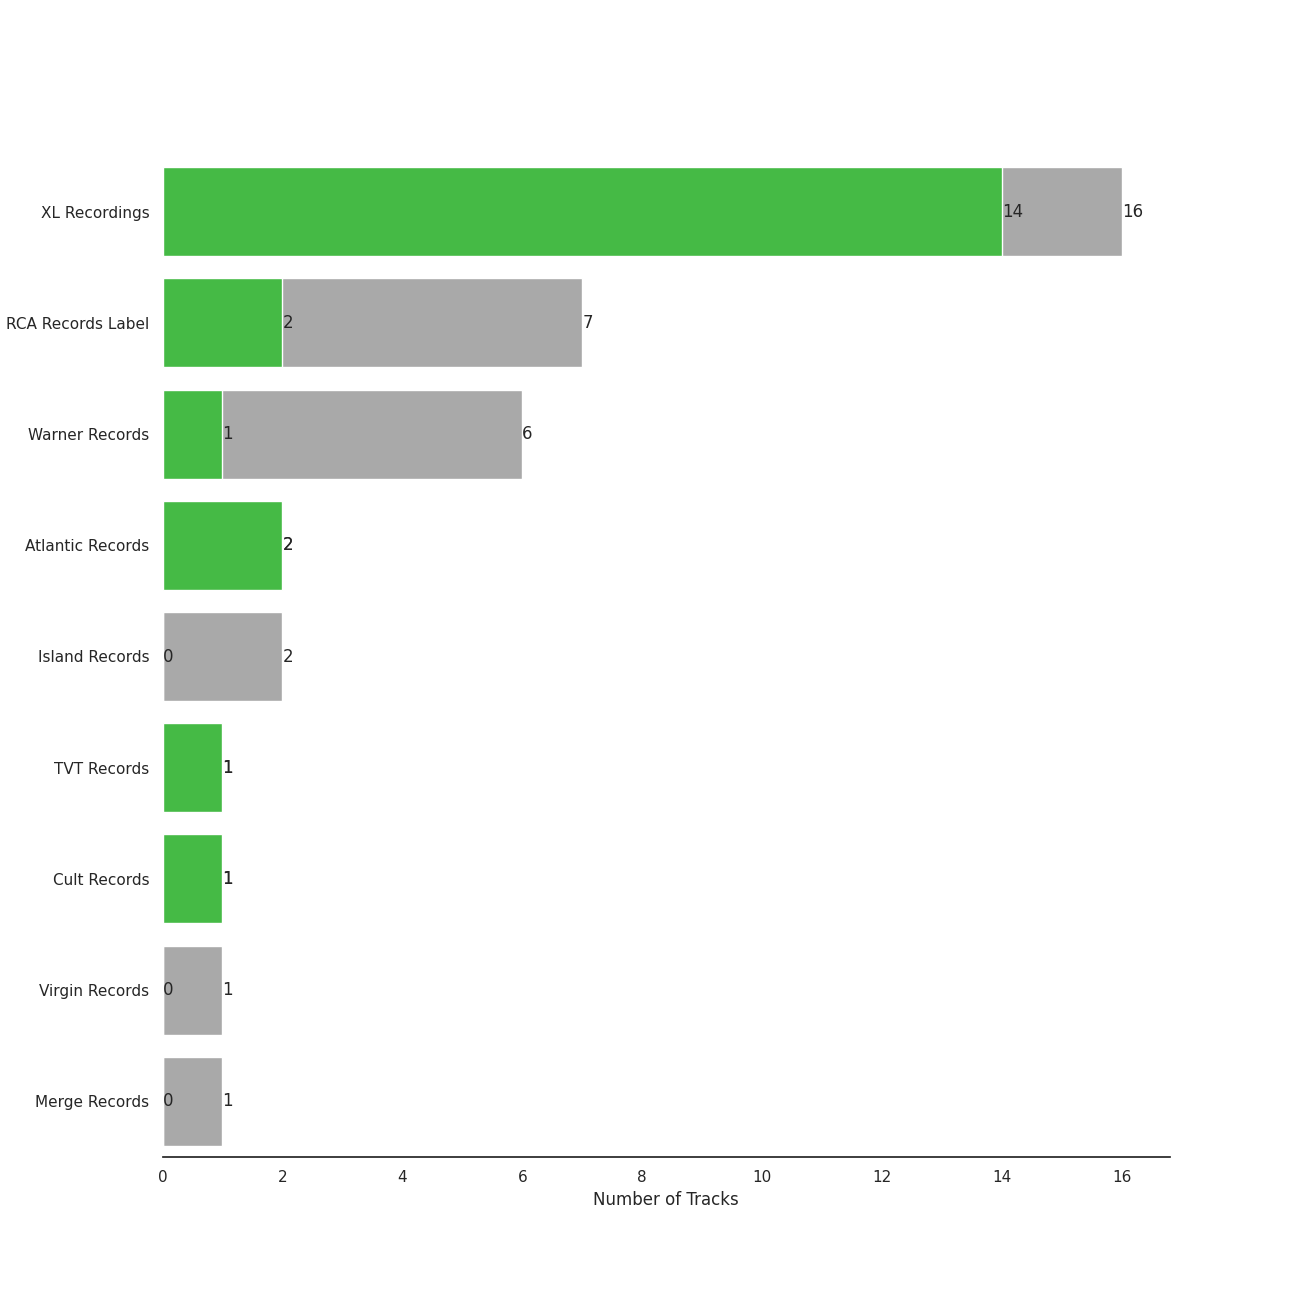 XL Recordings 14 16
RCA Records Label 2 7
Warner Records 1 6
Atlantic Records 2
Island Records 0 2
TVT Records 1
Cult Records 1
Virgin Records 0 1
Merge Records 0 1
0 2 4 6 8 10 12 14 16
Number of Tracks